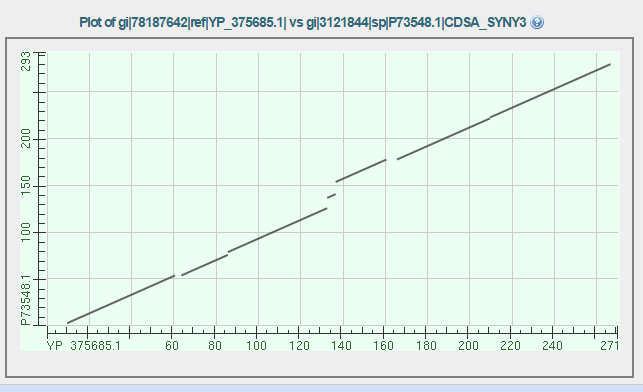 Plot of gi|78187642|ref|YP_375685.1| vs gi|3121844|sp|P73548.1|CDSA_SYNY3 ?
293
200
150
100
P73548.1
YP_375685.1 60 80 100 120 140 160 180 200 220 240 271